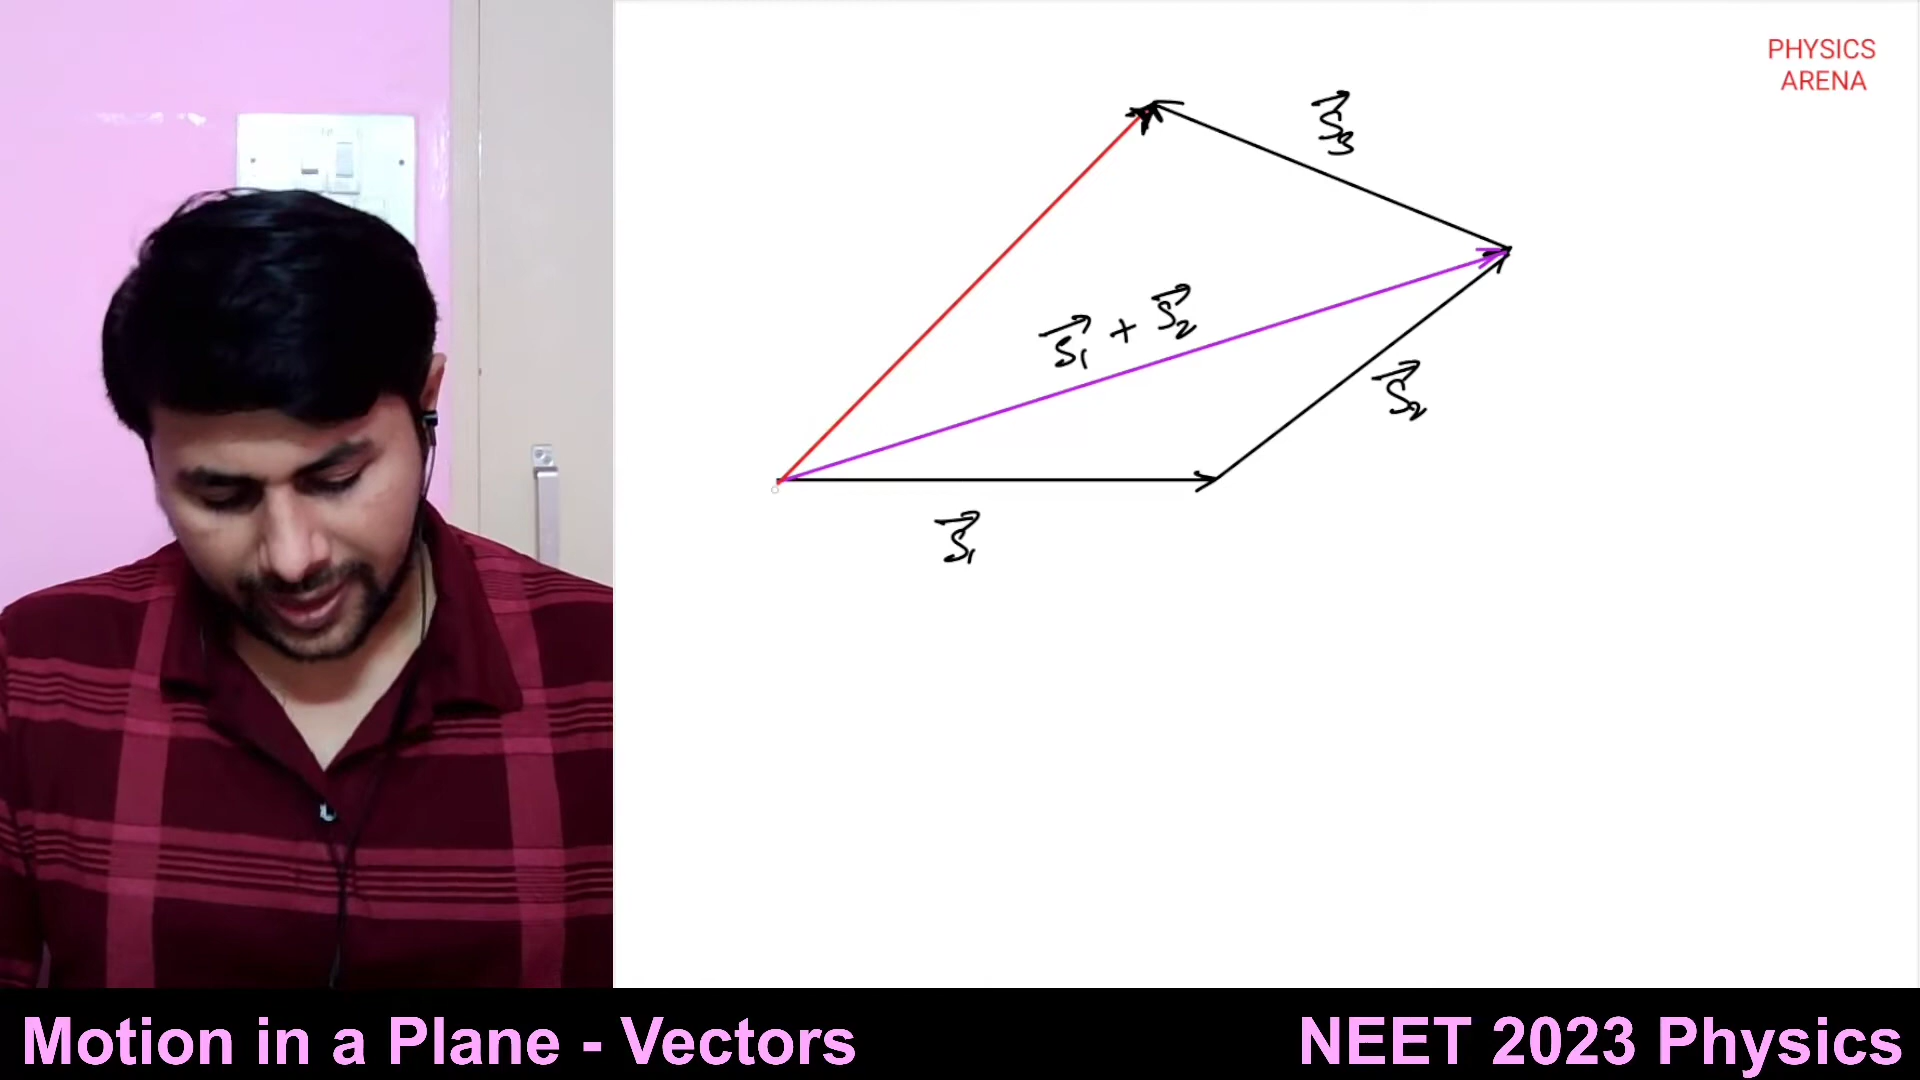 PHYSICS
ARENA
S₃
S₁ + S₂
S₂
S₁
Motion in a Plane - Vectors
NEET 2023 Physics